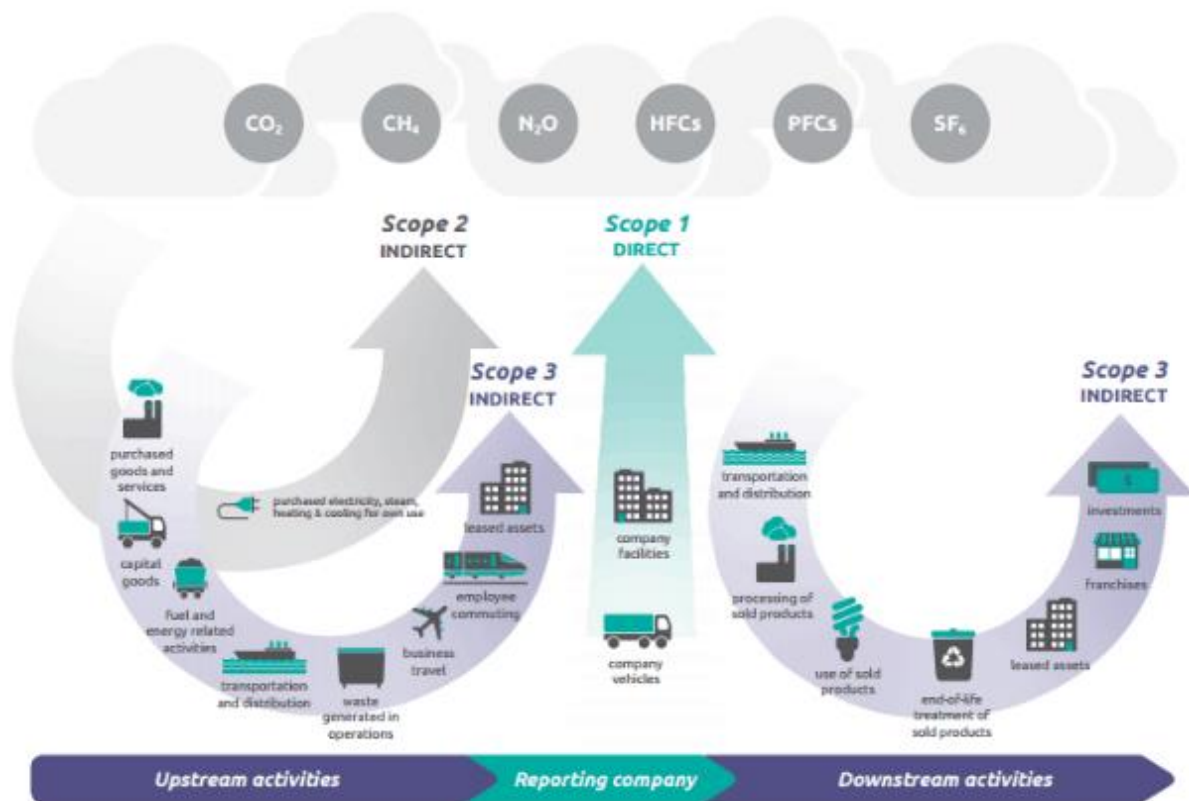 CO₂
CH₄
N₂O
HFCs
PFCs
SF₆
Scope 2
INDIRECT
Scope 1
DIRECT
Scope 3
INDIRECT
Scope 3
INDIRECT
purchased
goods and
services
capital
goods
fuel and
energy related
activities
transportation
and distribution
waste
generated in
operations
business
travel
employee
commuting
leased assets
purchased electricity, steam,
heating & cooling for own use
company
facilities
company
vehicles
transportation
and distribution
processing of
sold products
use of sold
products
end-of-life
treatment of
sold products
leased assets
franchises
investments
Upstream activities
Reporting company
Downstream activities